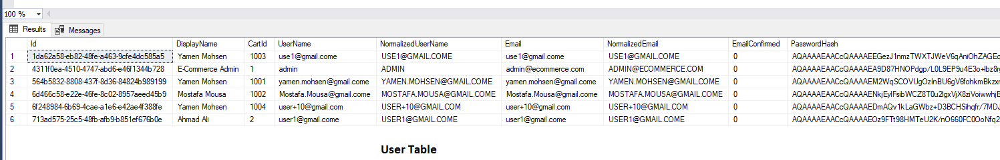 100 %
Results Messages
Id DisplayName CartId UserName NormalizedUserName Email NormalizedEmail EmailConfirmed PasswordHash
1 1da62a58-eb82-48fe-a463-9cfe4dc585a5 Yamen Mohsen 1003 use1@gmail.come USE1@GMAIL.COME use1@gmail.come USE1@GMAIL.COME 0
2 4311f0ea-4510-4747-abd6-e46f1344b728 E-Commerce Admin 1 admin ADMIN admin@ecommerce.com ADMIN@ECOMMERCE.COM 0
3 564b5832-8808-437f-8d36-84824b989199 Yamen Mohsen 1001 yamen.mohsen@gmail.come YAMEN.MOHSEN@GMAIL.COME yamen.mohsen@gmail.come YAMEN.MOHSEN@GMAIL.COME 0
4 6d466c58-e22e-46fe-8c02-8957aeed45b9 Mostafa Mousa 1002 Mostafa.Mousa@gmail.come MOSTAFA.MOUSA@GMAIL.COME Mostafa.Mousa@gmail.come MOSTAFA.MOUSA@GMAIL.COME 0
5 6f248984-6b69-4cae-a1e6-e42ae4f388fe Yamen Mohsen 1004 user+10@gmail.com USER+10@GMAIL.COM user+10@gmail.com USER+10@GMAIL.COM 0
6 713ad575-25c5-48fb-afb9-b851ef676b0e Ahmad Ali 2 user1@gmail.come USER1@GMAIL.COME user1@gmail.come USER1@GMAIL.COME 0
User Table